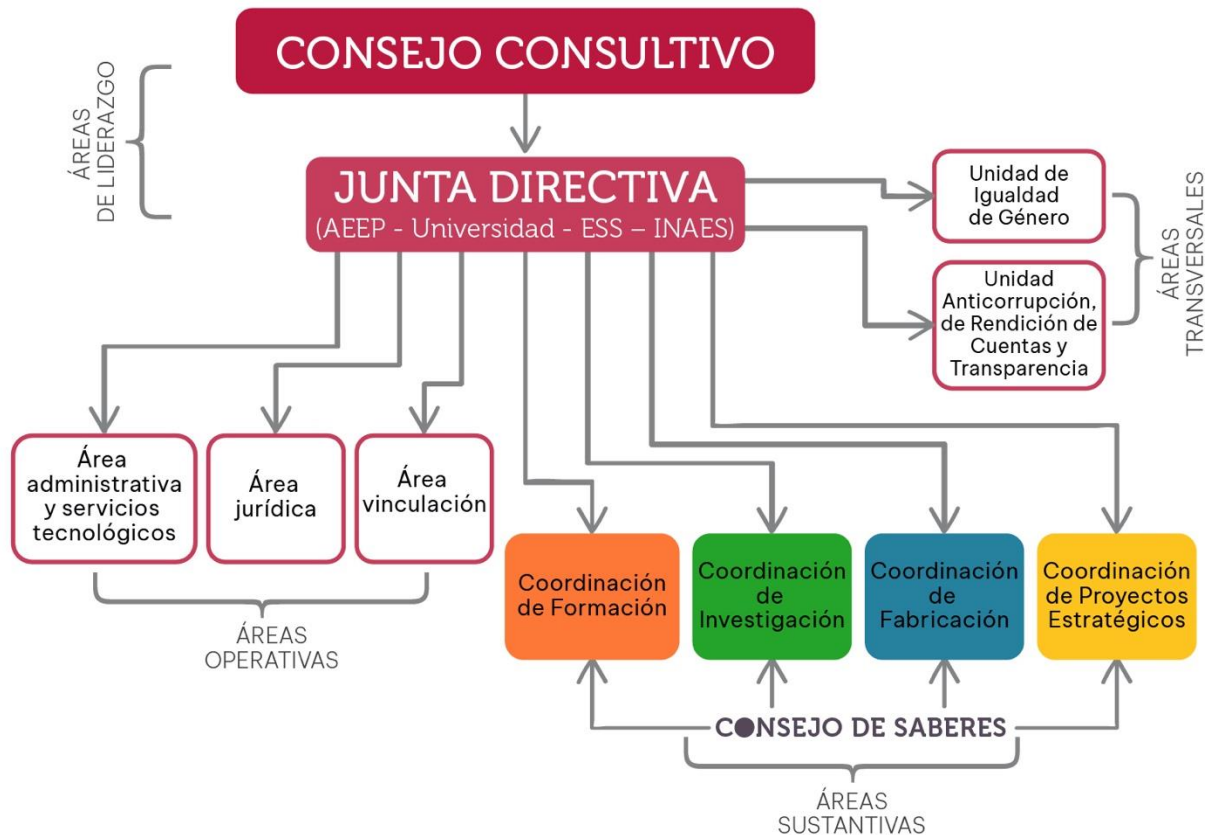 CONSEJO CONSULTIVO
ÁREAS
DE LIDERAZGO
JUNTA DIRECTIVA
(AEEP - Universidad - ESS – INAES)
Unidad de
Igualdad
de Género
Unidad
Anticorrupción,
de Rendición de
Cuentas y
Transparencia
ÁREAS
TRANSVERSALES
Área
administrativa
y servicios
tecnológicos
Área
jurídica
Área
vinculación
ÁREAS
OPERATIVAS
Coordinación
de Formación
Coordinación
de
Investigación
Coordinación
de
Fabricación
Coordinación
de Proyectos
Estratégicos
CONSEJO DE SABERES
ÁREAS
SUSTANTIVAS